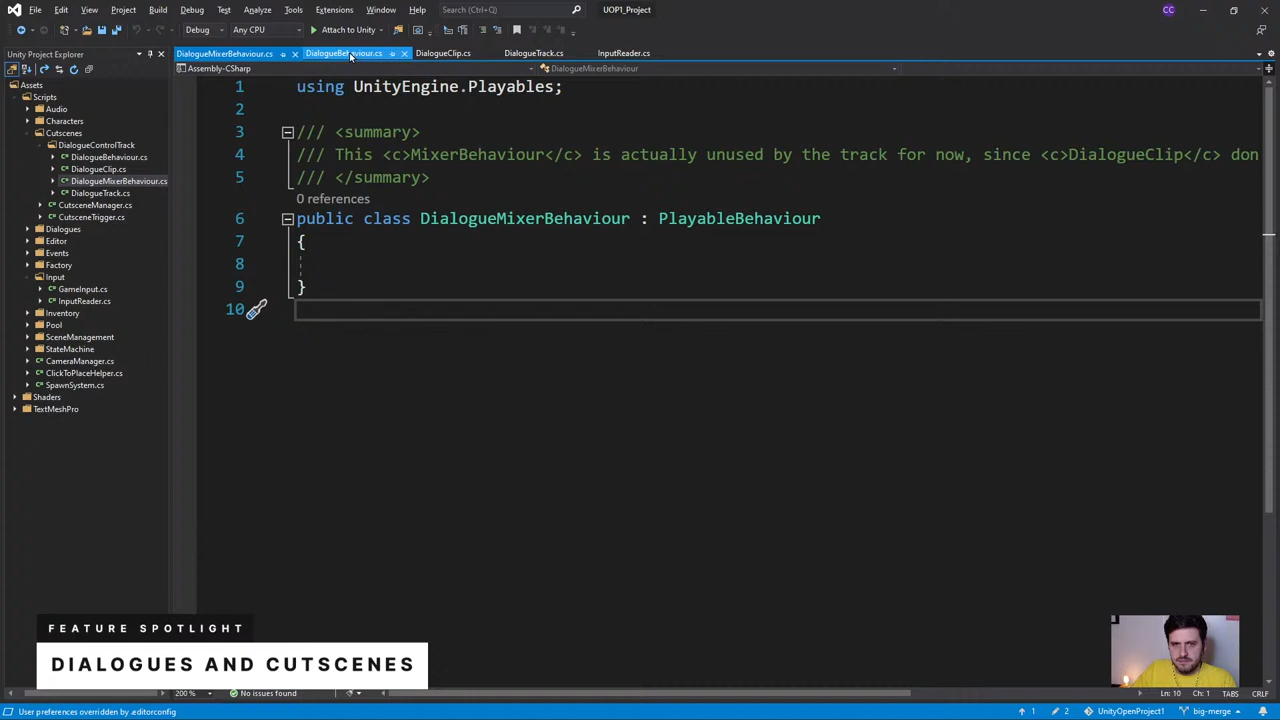 File Edit View Project Build Debug Test Analyze Tools Extensions Window Help Search (Ctrl+Q) UOP1_Project CC
Debug Any CPU Attach to Unity
Unity Project Explorer
DialogueMixerBehaviour.cs DialogueBehaviour.cs DialogueClip.cs DialogueTrack.cs InputReader.cs
Assembly-CSharp DialogueMixerBehaviour
Assets
Scripts
Audio
Characters
Cutscenes
DialogueControlTrack
DialogueBehaviour.cs
DialogueClip.cs
DialogueMixerBehaviour.cs
DialogueTrack.cs
CutsceneManager.cs
CutsceneTrigger.cs
Dialogues
Editor
Events
Factory
Input
GameInput.cs
InputReader.cs
Inventory
Pool
SceneManagement
StateMachine
CameraManager.cs
ClickToPlaceHelper.cs
SpawnSystem.cs
Shaders
TextMeshPro
1 using UnityEngine.Playables;
2
3 /// <summary>
4 /// This <c>MixerBehaviour</c> is actually unused by the track for now, since <c>DialogueClip</c> don
5 /// </summary>
0 references
6 public class DialogueMixerBehaviour : PlayableBehaviour
7 {
8
9 }
10
FEATURE SPOTLIGHT
DIALOGUES AND CUTSCENES
200 % No issues found Ln: 10 Ch: 1 TABS CRLF
User preferences overridden by .editorconfig 1 2 UnityOpenProject1 big-merge